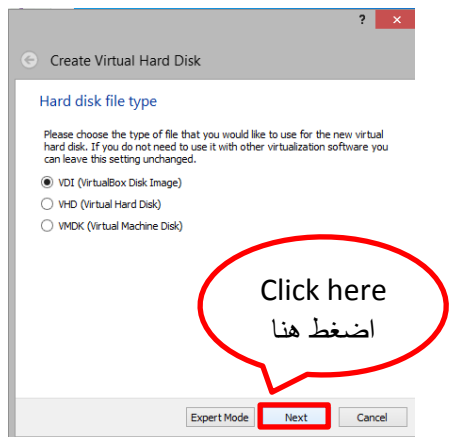 ? ×
Create Virtual Hard Disk
Hard disk file type
Please choose the type of file that you would like to use for the new virtual
hard disk. If you do not need to use it with other virtualization software you
can leave this setting unchanged.
VDI (VirtualBox Disk Image)
VHD (Virtual Hard Disk)
VMDK (Virtual Machine Disk)
Click here
اضغط هنا
Expert Mode Next Cancel